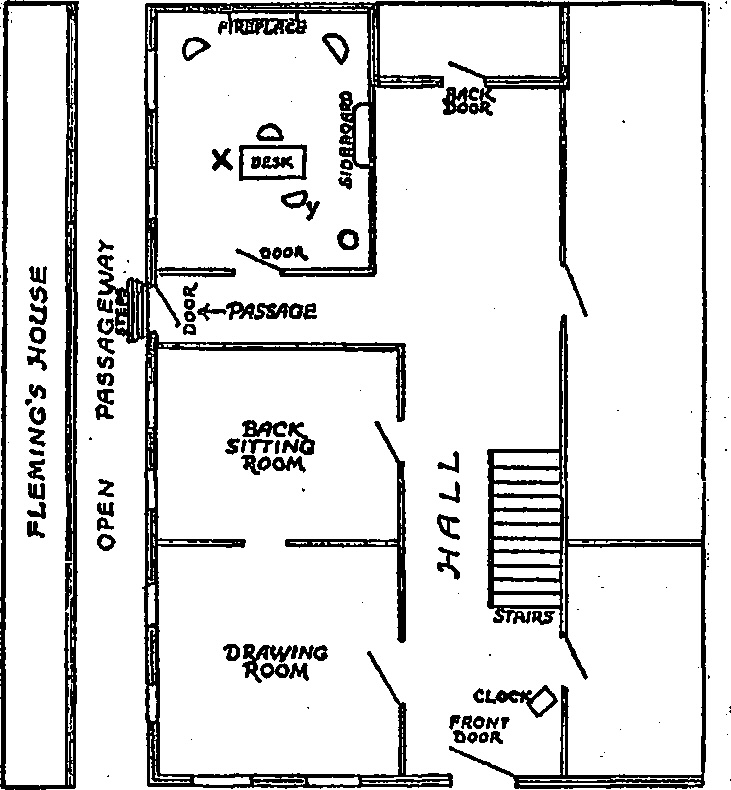 FIREPLACE
BACK
DOOR
SIDEBOARD
X
DESK
Y
DOOR
FLEMING'S HOUSE
OPEN PASSAGEWAY
STEPS
DOOR
←PASSAGE
BACK
SITTING
ROOM
HALL
STAIRS
DRAWING
ROOM
CLOCK
FRONT
DOOR